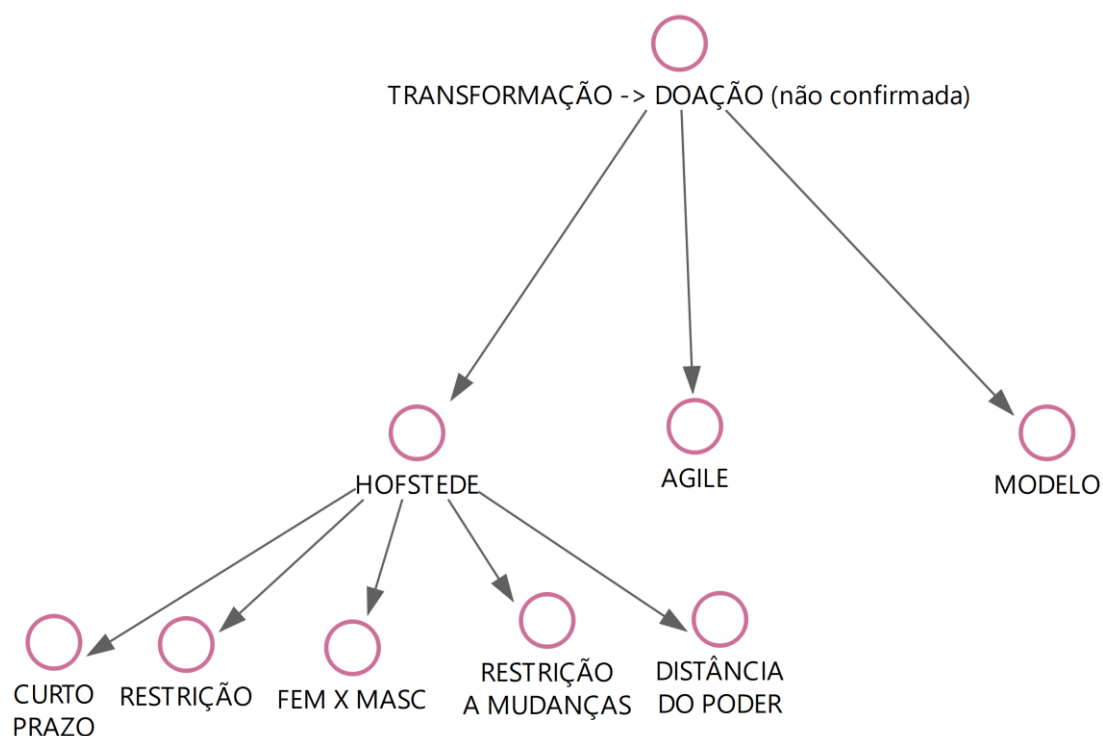 TRANSFORMAÇÃO -> DOAÇÃO (não confirmada)
HOFSTEDE
AGILE
MODELO
CURTO
PRAZO
RESTRIÇÃO
FEM X MASC
RESTRIÇÃO
A MUDANÇAS
DISTÂNCIA
DO PODER